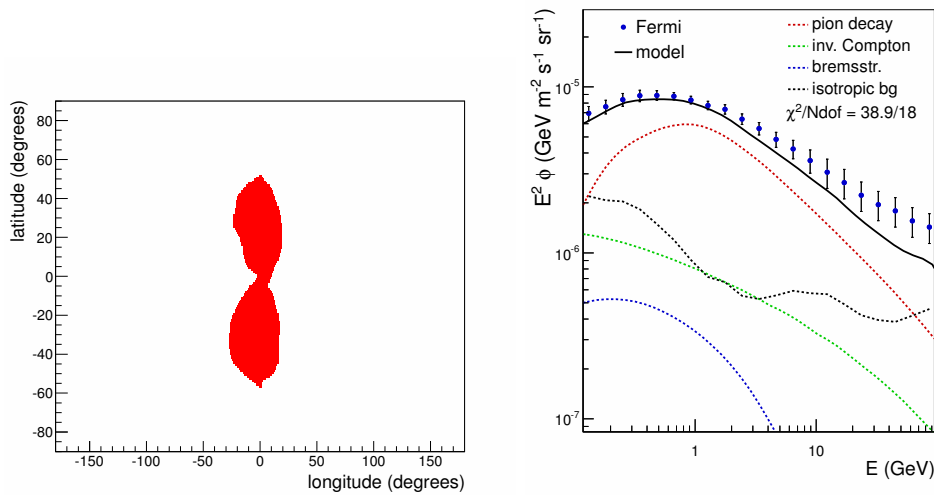 80
60
40
20
0
-20
-40
-60
-80
latitude (degrees)
-150 -100 -50 0 50 100 150
longitude (degrees)
Fermi
model
pion decay
inv. Compton
bremsstr.
isotropic bg
χ²/Ndof = 38.9/18
E² ϕ (GeV m⁻² s⁻¹ sr⁻¹)
10⁻⁵
10⁻⁶
10⁻⁷
1 10
E (GeV)